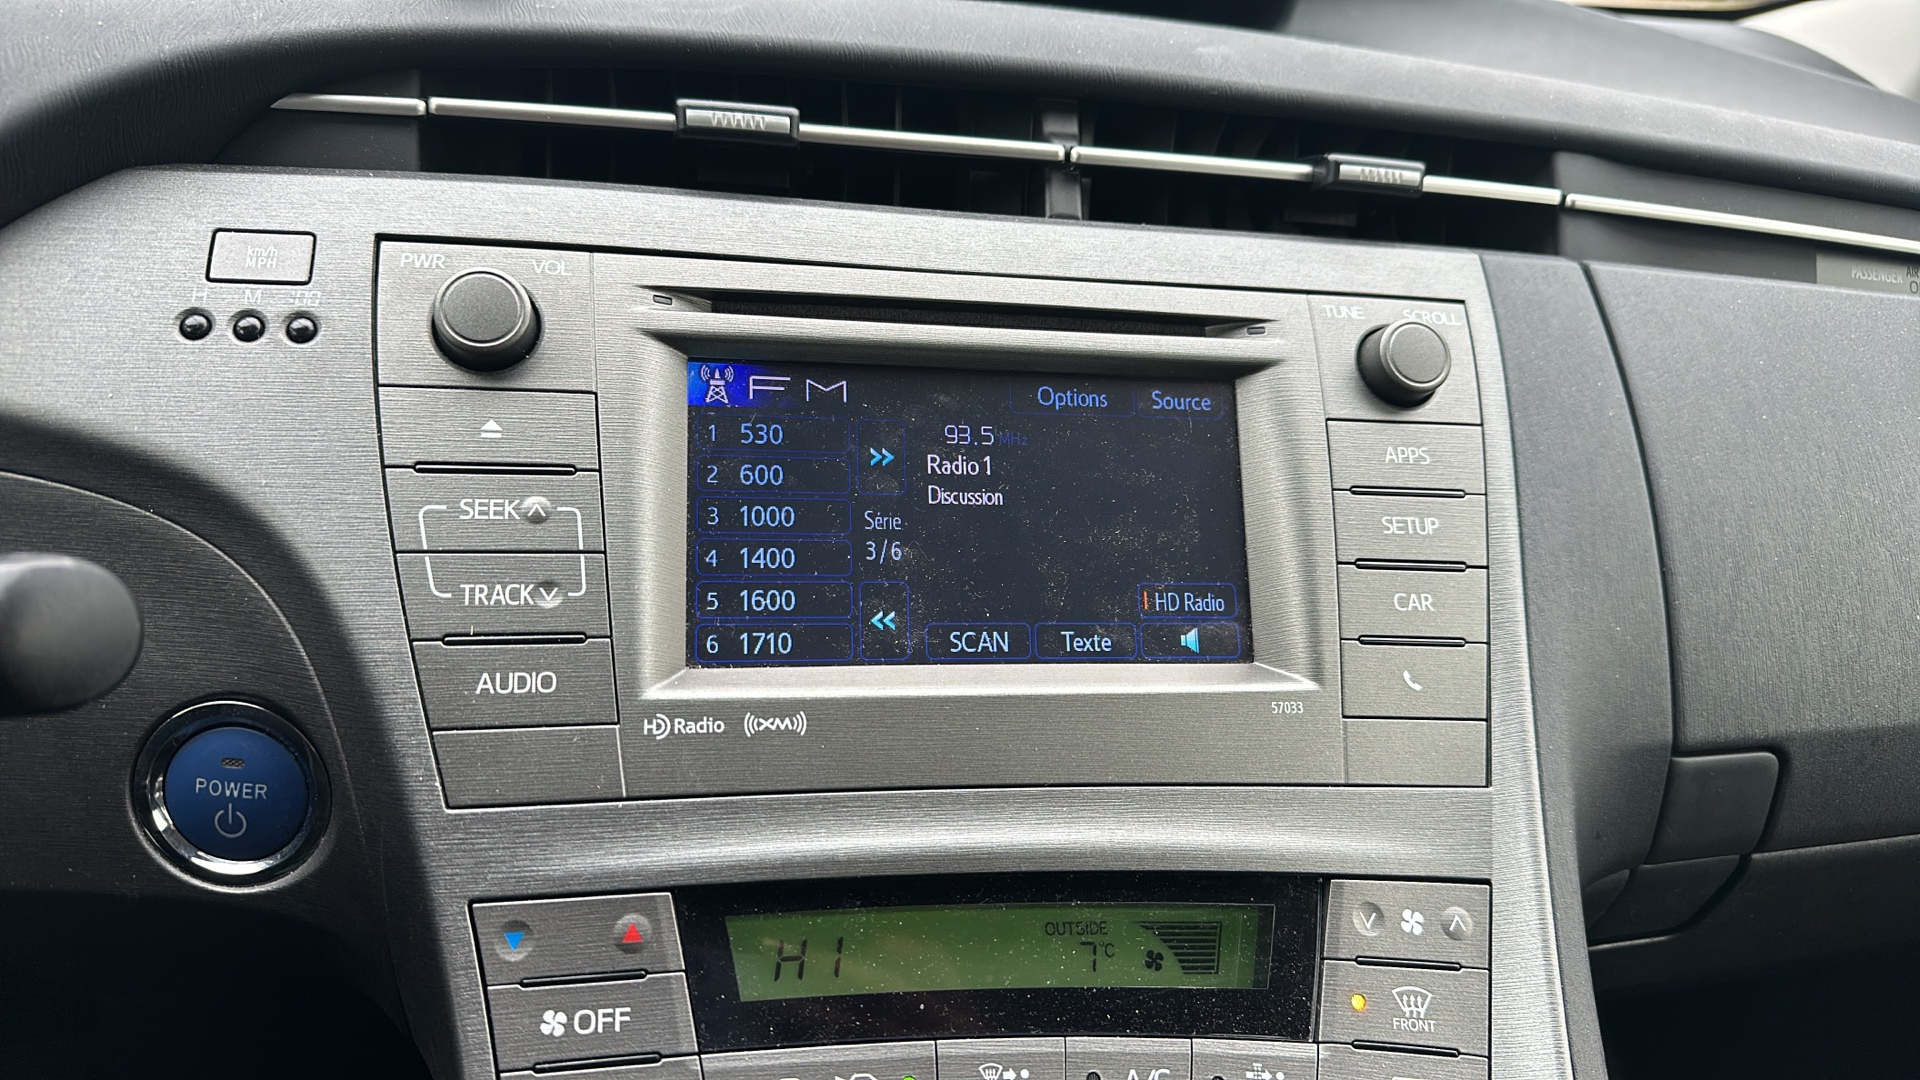 PASSENGER AIR
km/h
MPH
H M :00
PWR VOL
TUNE SCROLL
FM
Options
Source
1 530
2 600
3 1000
4 1400
5 1600
6 1710
Série
3/6
93.5 MHz
Radio 1
Discussion
HD Radio
SCAN
Texte
SEEK
TRACK
AUDIO
APPS
SETUP
CAR
HD Radio
((XM))
57033
POWER
HI
OUTSIDE
7°C
OFF
FRONT
A/C